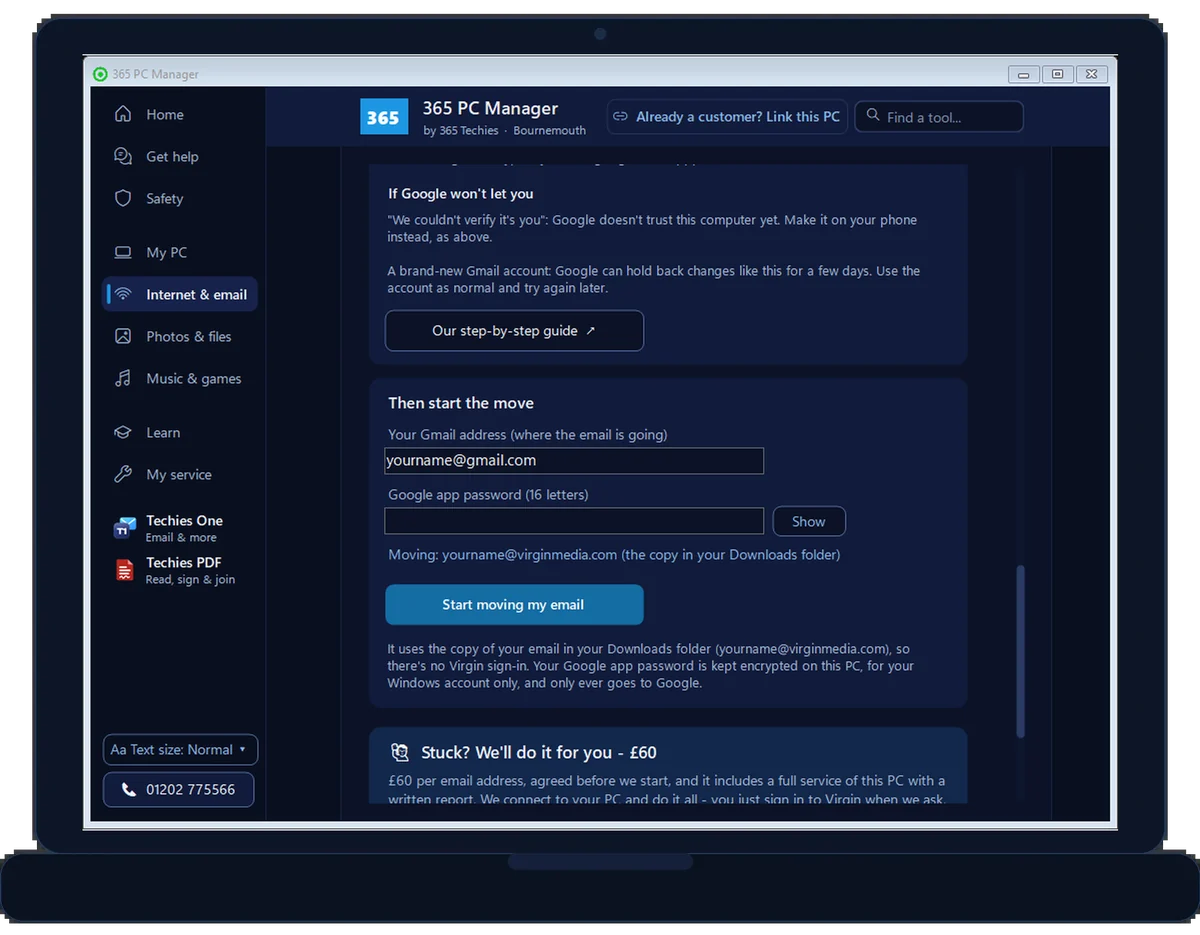 365 PC Manager
Home
Get help
Safety
My PC
Internet & email
Photos & files
Music & games
Learn
My service
Techies One
Email & more
Techies PDF
Read, sign & join
Aa Text size: Normal ▾
01202 775566
365
365 PC Manager
by 365 Techies · Bournemouth
Already a customer? Link this PC
Find a tool...
If Google won't let you
"We couldn't verify it's you": Google doesn't trust this computer yet. Make it on your phone
instead, as above.
A brand-new Gmail account: Google can hold back changes like this for a few days. Use the
account as normal and try again later.
Our step-by-step guide ↗
Then start the move
Your Gmail address (where the email is going)
yourname@gmail.com
Google app password (16 letters)
Show
Moving: yourname@virginmedia.com (the copy in your Downloads folder)
Start moving my email
It uses the copy of your email in your Downloads folder (yourname@virginmedia.com), so
there's no Virgin sign-in. Your Google app password is kept encrypted on this PC, for your
Windows account only, and only ever goes to Google.
Stuck? We'll do it for you - £60
£60 per email address, agreed before we start, and it includes a full service of this PC with a
written report. We connect to your PC and do it all - you just sign in to Virgin when we ask.